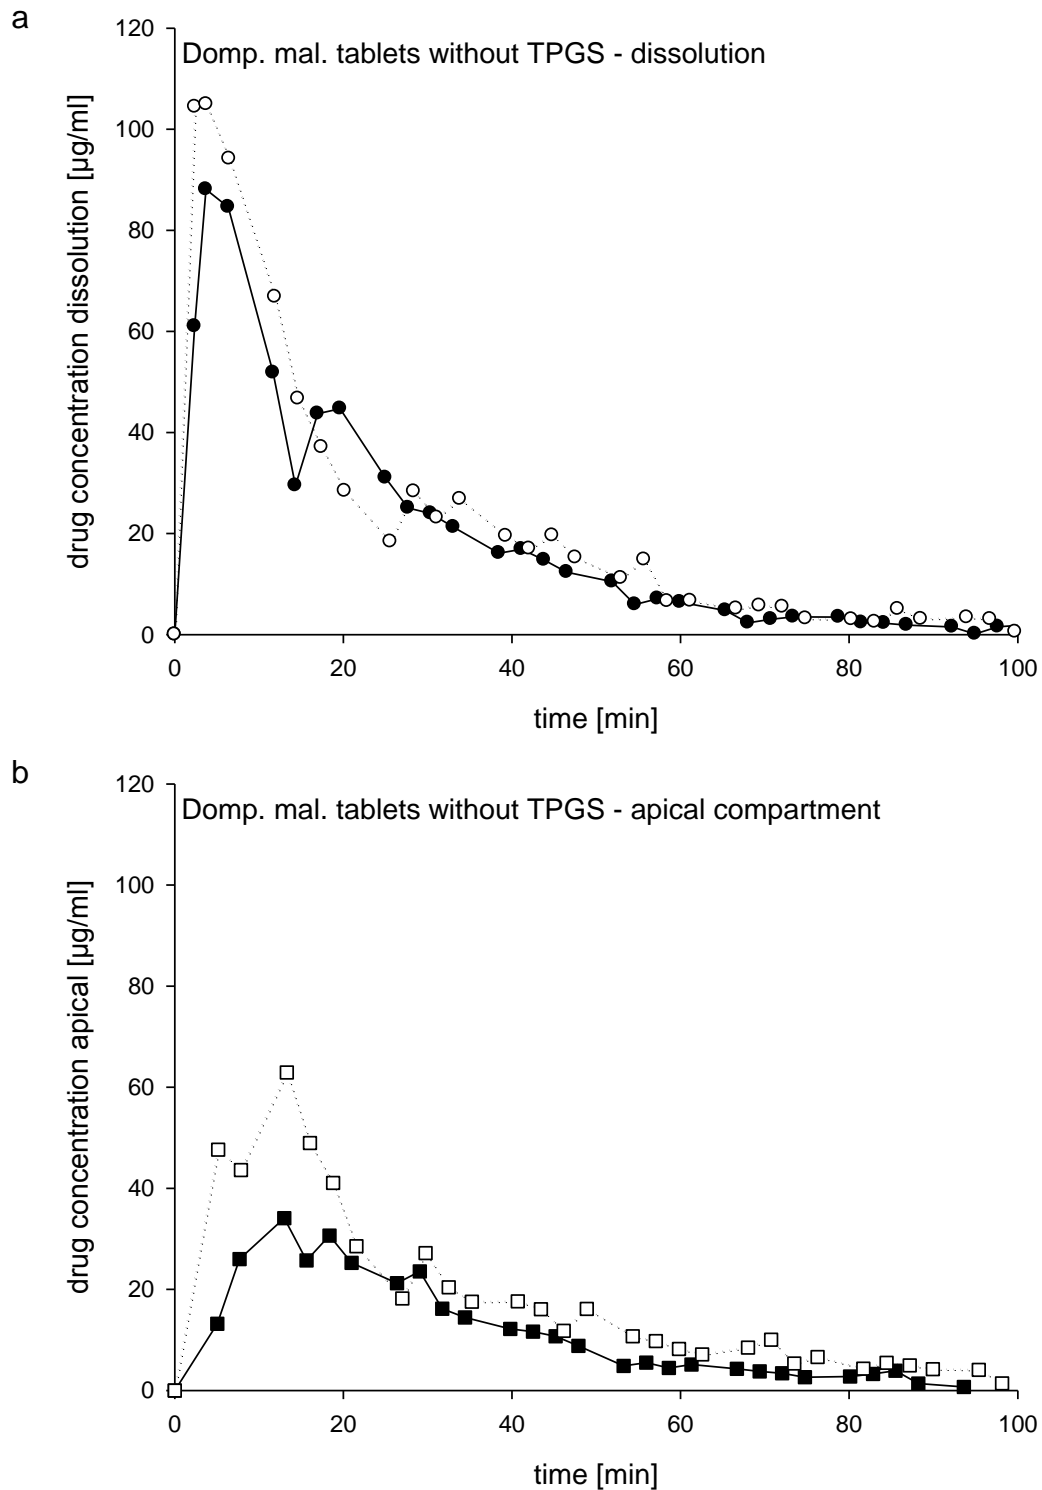 a
Domp. mal. tablets without TPGS - dissolution
drug concentration dissolution [µg/ml]
120
100
80
60
40
20
0
0 20 40 60 80 100
time [min]
b
Domp. mal. tablets without TPGS - apical compartment
drug concentration apical [µg/ml]
120
100
80
60
40
20
0
0 20 40 60 80 100
time [min]